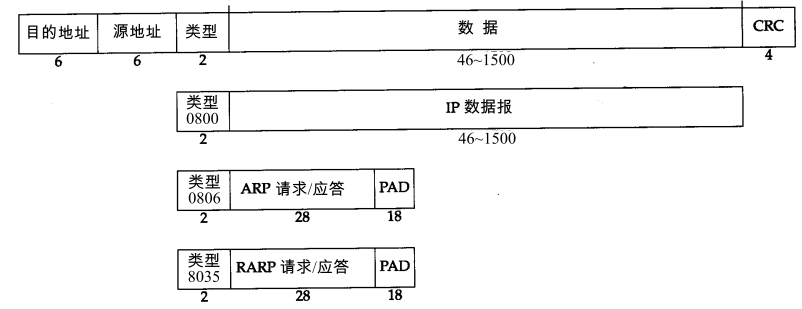 目的地址 源地址 类型 数 据 CRC
6 6 2 46~1500 4
类型
0800 IP 数据报
2 46~1500
类型
0806 ARP 请求/应答 PAD
2 28 18
类型
8035 RARP 请求/应答 PAD
2 28 18